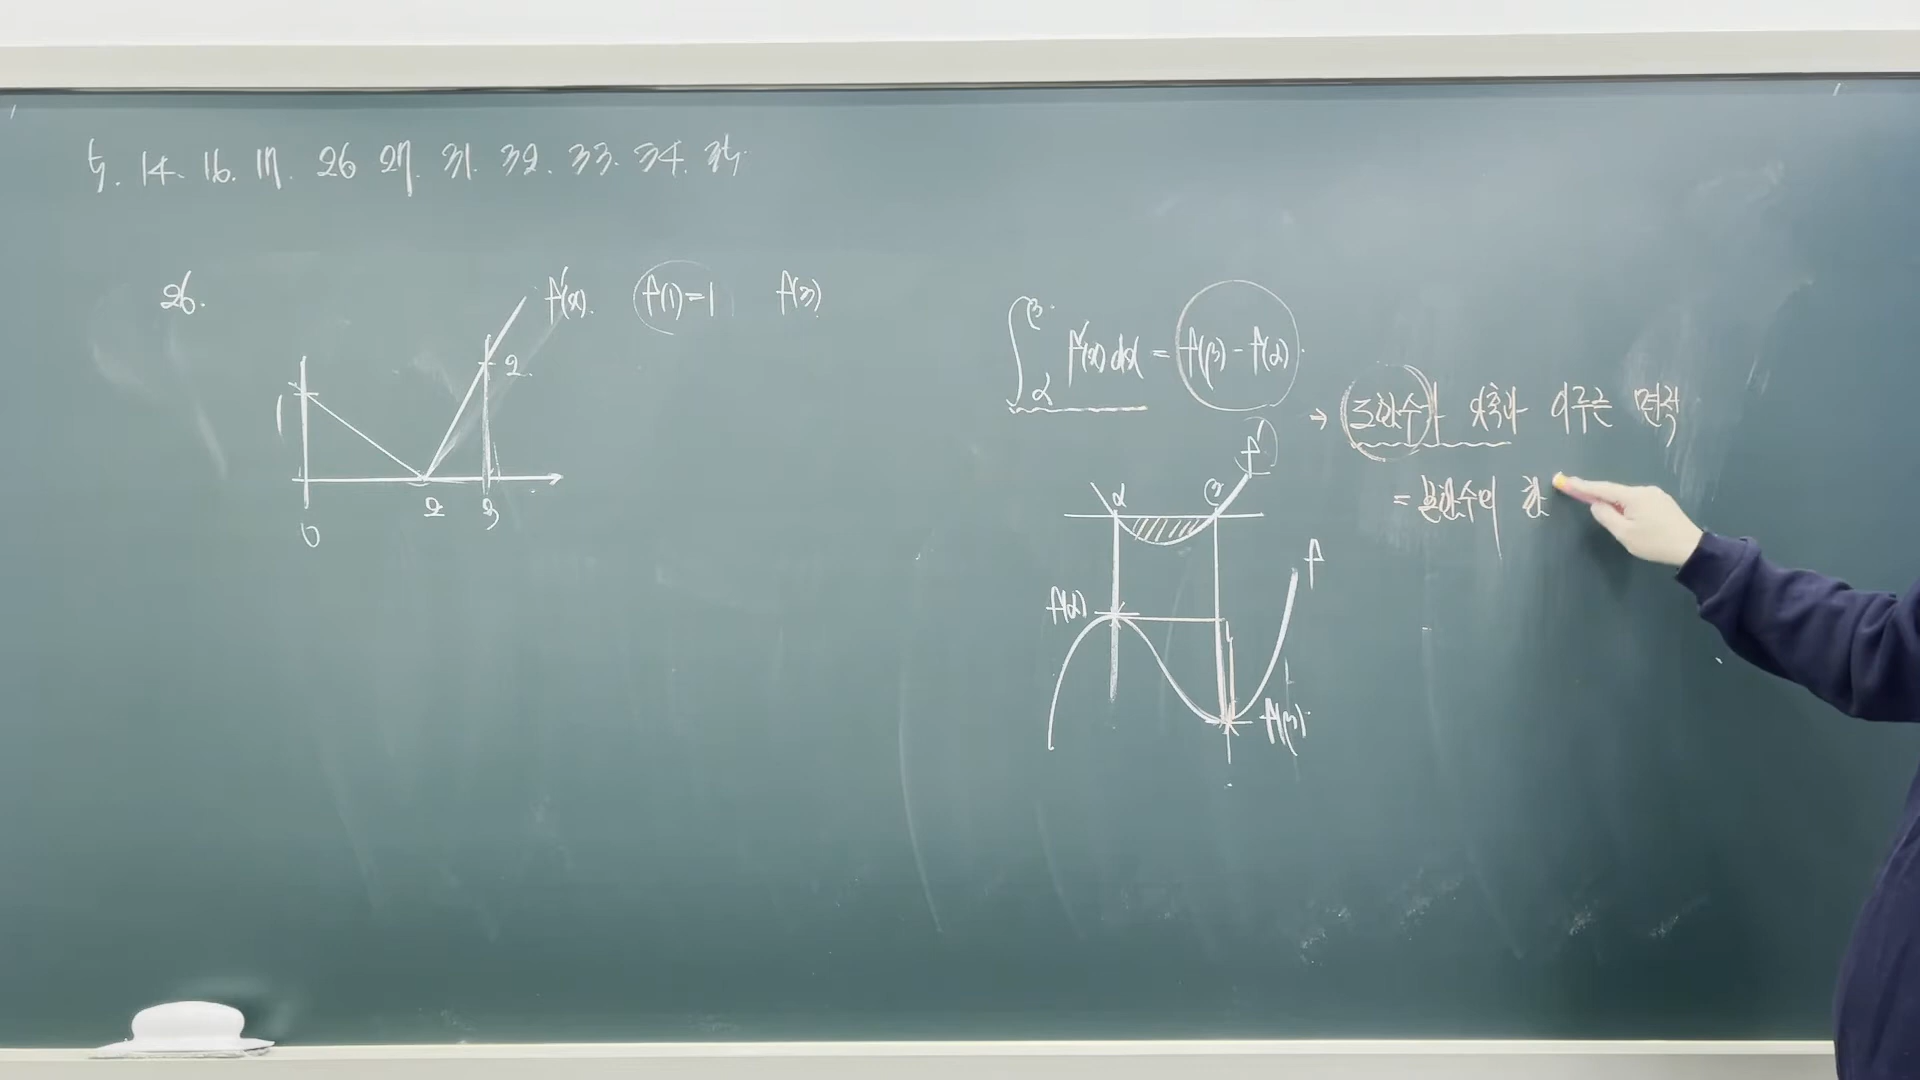 5. 14. 16. 17. 26 27. 31. 32. 33. 34. 35.
26.
f'(x). f(1)=1 f(3)
1
2
0 2 3
∫_α^β f'(x)dx = f(β) - f(α).
→ 도함수가 x축과 이루는 면적
= 본함수의 차
f'
α β
f
f(α)
f(β)